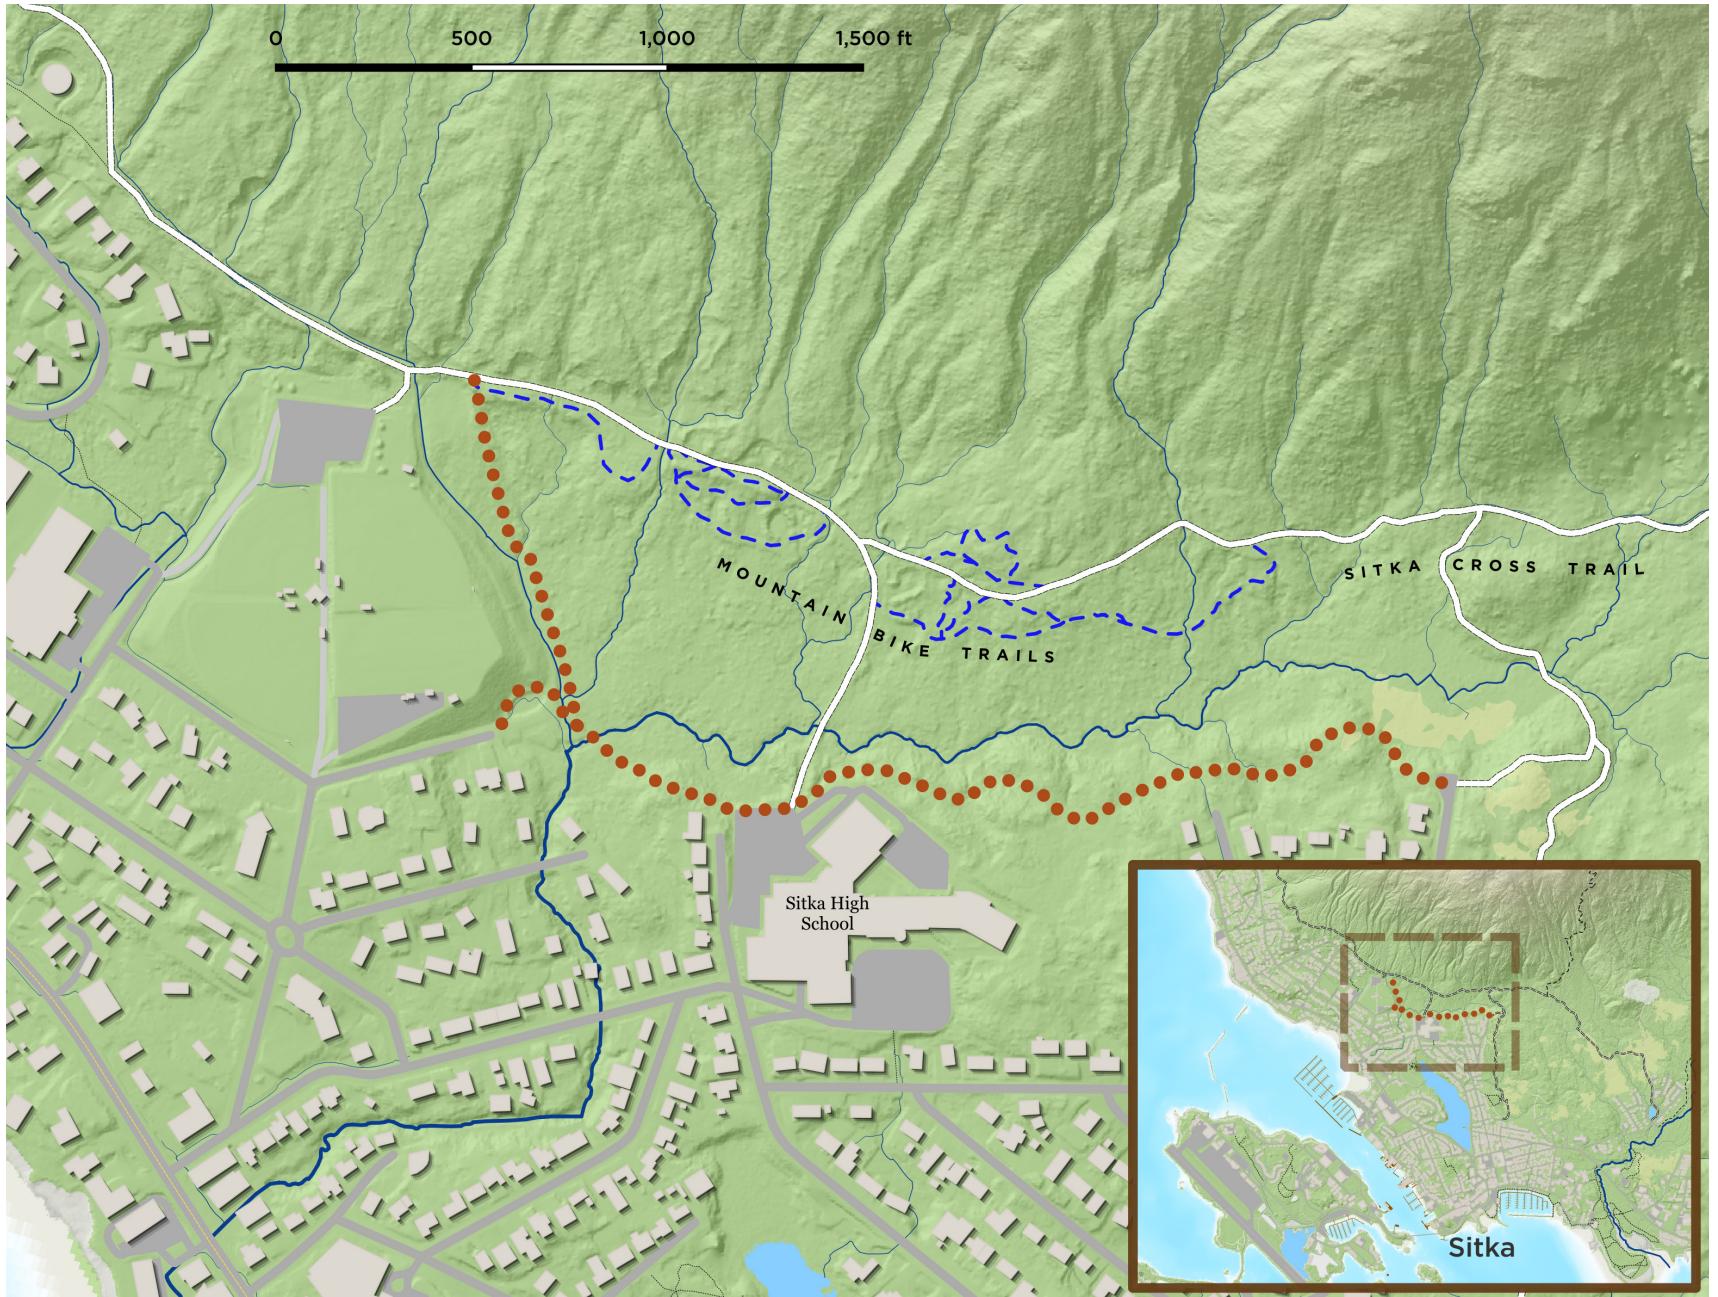 0 500 1,000 1,500 ft
MOUNTAIN BIKE TRAILS
SITKA CROSS TRAIL
Sitka High
School
Sitka